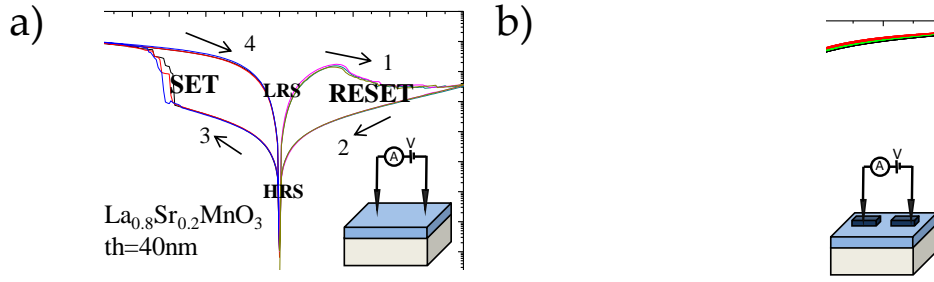 a)
b)
4
1
SET
LRS
RESET
3
2
A
V
HRS
La₀.₈Sr₀.₂MnO₃
th=40nm
A
V